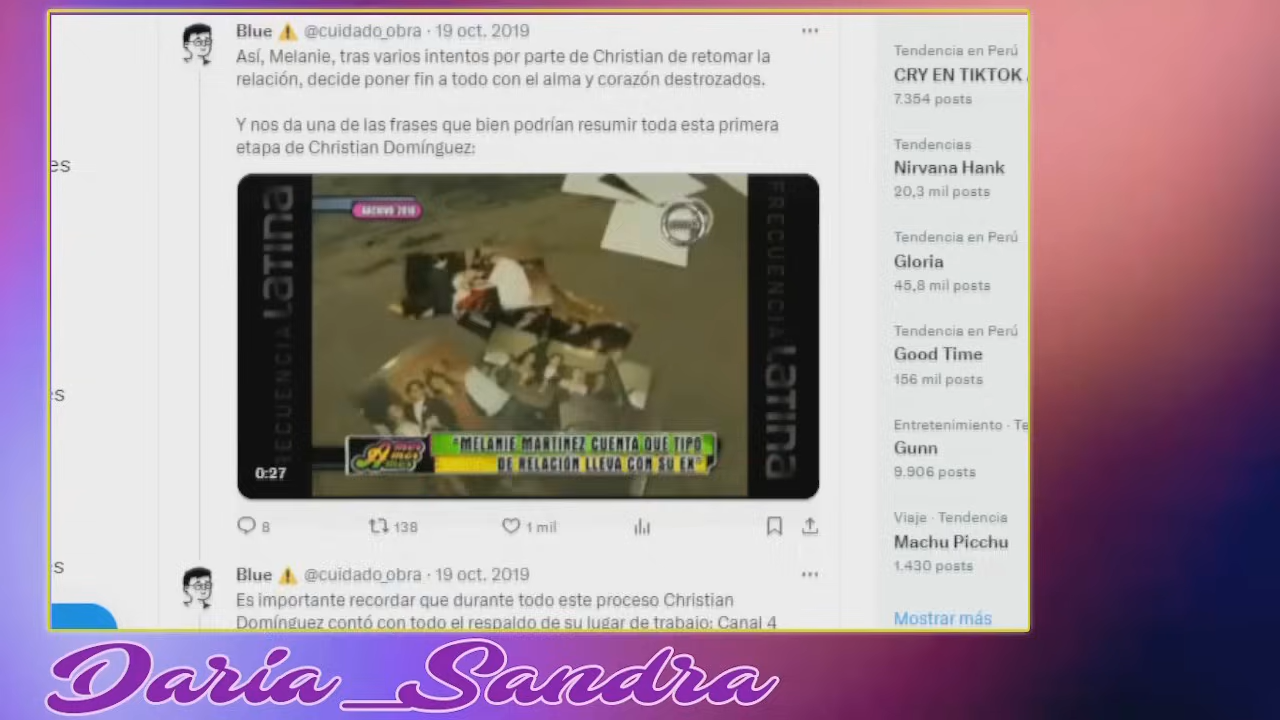 Blue @cuidado_obra · 19 oct. 2019
Así, Melanie, tras varios intentos por parte de Christian de retomar la
relación, decide poner fin a todo con el alma y corazón destrozados.
Y nos da una de las frases que bien podrían resumir toda esta primera
etapa de Christian Domínguez:
ARCHIVO 2010
FRECUENCIA Latina
FRECUENCIA Latina
"MELANIE MARTINEZ CUENTA QUE TIPO
DE RELACIÓN LLEVA CON SU EX"
0:27
8
138
1 mil
Blue @cuidado_obra · 19 oct. 2019
Es importante recordar que durante todo este proceso Christian
Domínguez contó con todo el respaldo de su lugar de trabajo: Canal 4
es
s
s
Tendencia en Perú
CRY EN TIKTOK
7.354 posts
Tendencias
Nirvana Hank
20,3 mil posts
Tendencia en Perú
Gloria
45,8 mil posts
Tendencia en Perú
Good Time
156 mil posts
Entretenimiento · Te
Gunn
9.906 posts
Viaje · Tendencia
Machu Picchu
1.430 posts
Mostrar más
Daria_Sandra